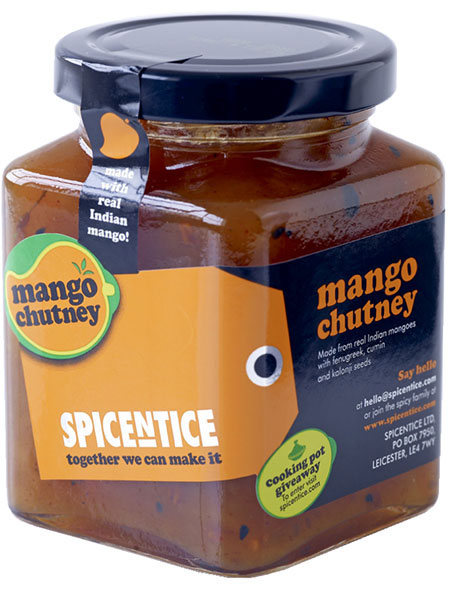 made
with
real
Indian
mango!
mango
chutney
SPICENTICE
together we can make it
mango
chutney
Made from real Indian mangoes
with fenugreek, cumin
and kalonji seeds
Say hello
at hello@spicentice.com
or join the spicy family at
www.spicentice.com
SPICENTICE LTD,
PO BOX 7950,
LEICESTER, LE4 7WY
cooking pot
giveaway
To enter visit
spicentice.com